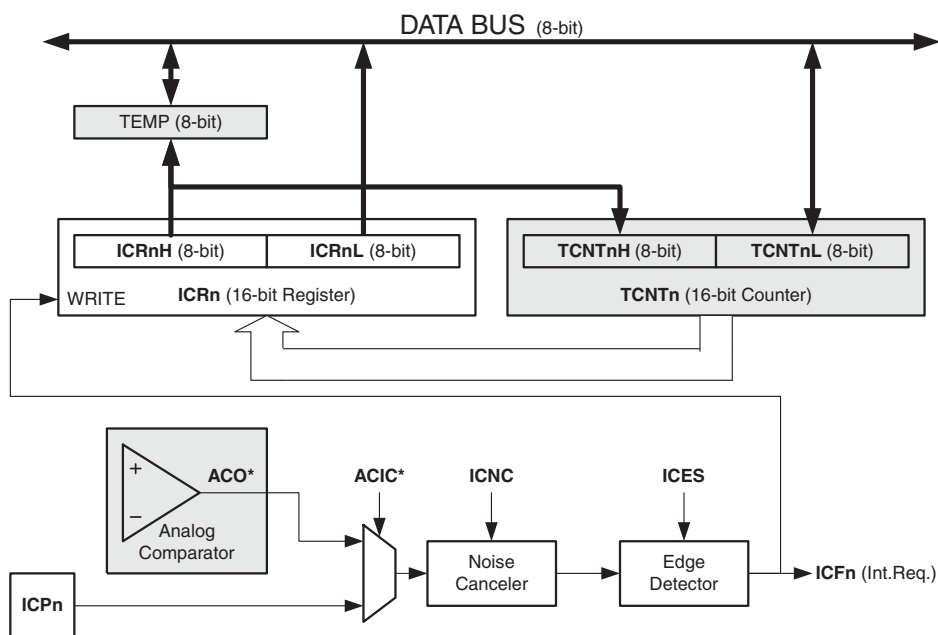 DATA BUS (8-bit)
TEMP (8-bit)
ICRnH (8-bit)
ICRnL (8-bit)
TCNTnH (8-bit)
TCNTnL (8-bit)
WRITE
ICRn (16-bit Register)
TCNTn (16-bit Counter)
+
−
ACO*
Analog
Comparator
ACIC*
ICNC
ICES
Noise
Canceler
Edge
Detector
ICFn (Int.Req.)
ICPn